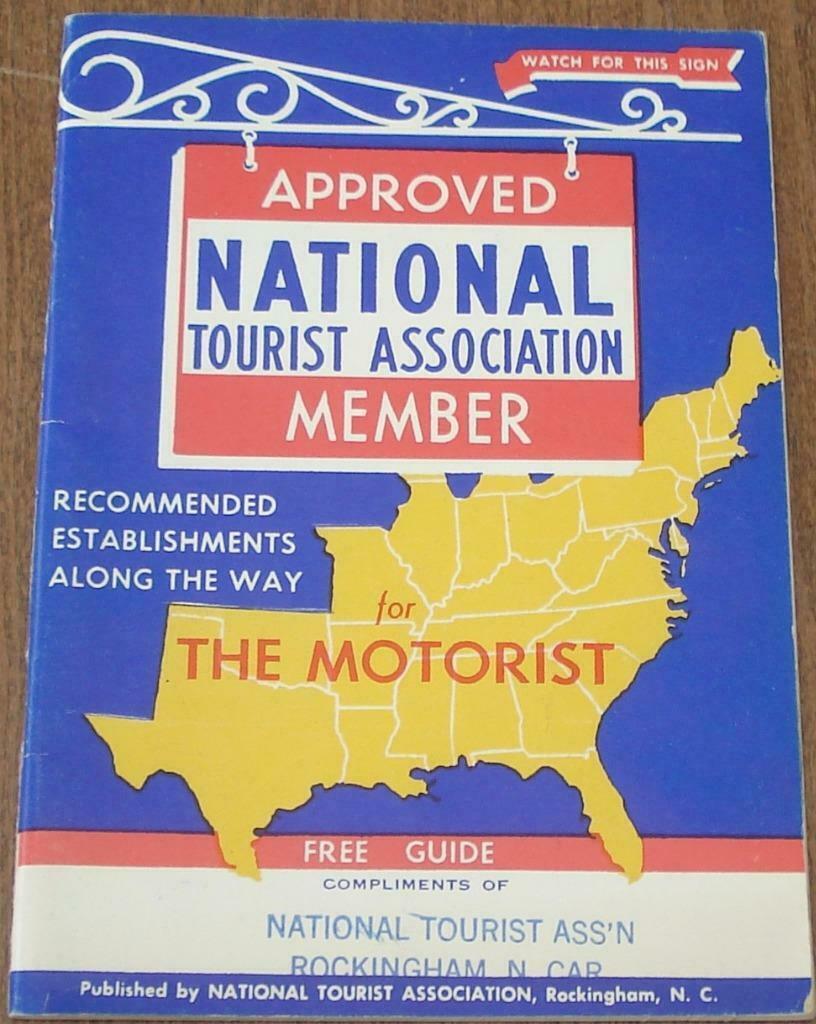 WATCH FOR THIS SIGN
APPROVED
NATIONAL
TOURIST ASSOCIATION
MEMBER
RECOMMENDED
ESTABLISHMENTS
ALONG THE WAY
for
THE MOTORIST
FREE GUIDE
COMPLIMENTS OF
NATIONAL TOURIST ASS'N
ROCKINGHAM N. CAR
Published by NATIONAL TOURIST ASSOCIATION, Rockingham, N. C.